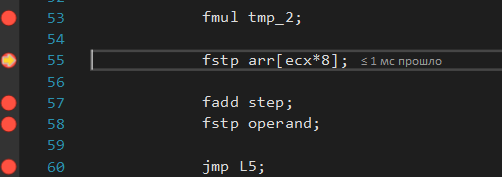 53 fmul tmp_2;
54
55 fstp arr[ecx*8]; ≤ 1 мс прошло
56
57 fadd step;
58 fstp operand;
59
60 jmp L5;